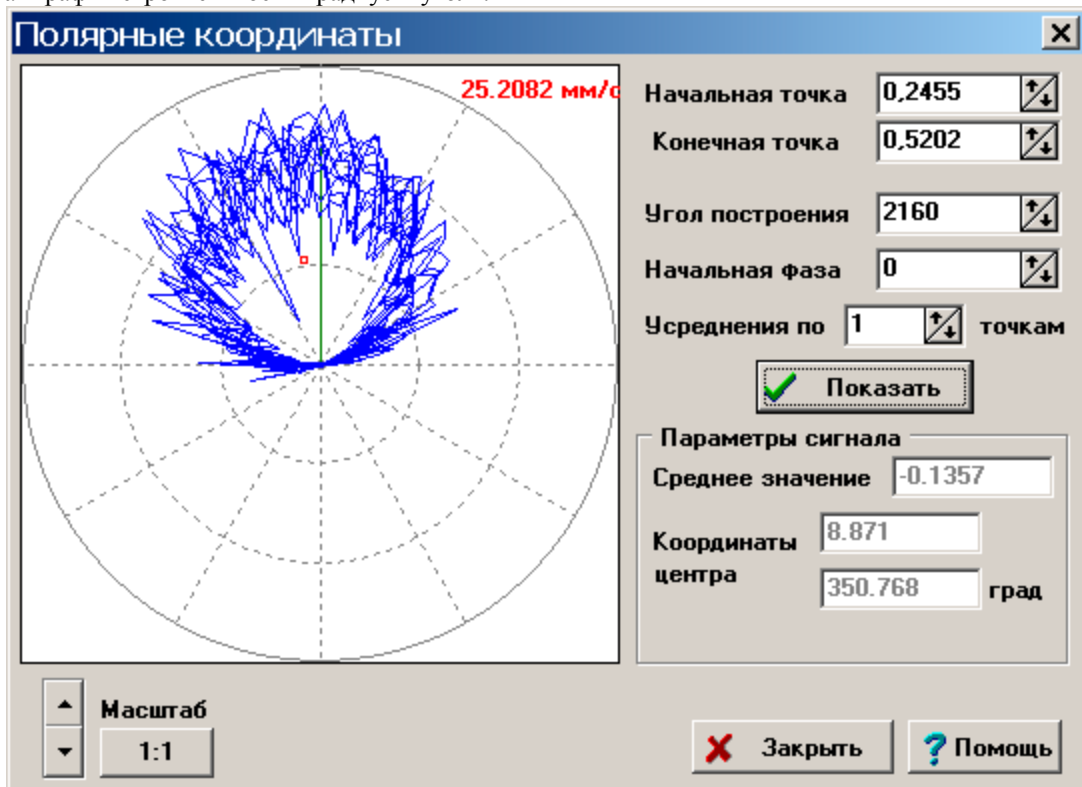 Полярные координаты
25.2082 мм/с
Начальная точка 0,2455
Конечная точка 0,5202
Угол построения 2160
Начальная фаза 0
Усреднения по 1 точкам
Показать
Параметры сигнала
Среднее значение -0.1357
Координаты центра 8.871
350.768 град
Масштаб
1:1
Закрыть
Помощь